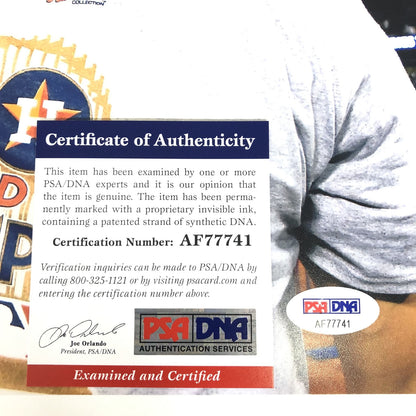 COLLECTION
H
D
MP
Certificate of Authenticity
This item has been examined by one or more
PSA/DNA experts and it is our opinion that
the item is genuine. The item has been perma-
nently marked with a proprietary invisible ink,
containing a patented strand of synthetic DNA.
Certification Number: AF77741
Verification inquiries can be made to PSA/DNA by
calling 800-325-1121 or by visiting psacard.com and
entering the certification number above.
Joe Orlando
President, PSA/DNA
PSA DNA
AUTHENTICATION SERVICES
Examined and Certified
PSA DNA
AF77741